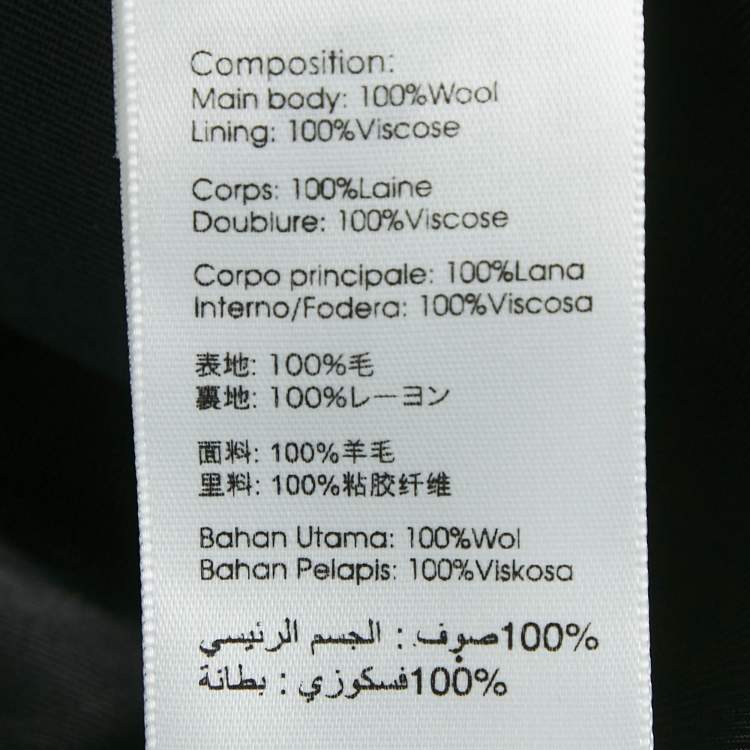 Composition:
Main body: 100%Wool
Lining: 100%Viscose
Corps: 100%Laine
Doublure: 100%Viscose
Corpo principale: 100%Lana
Interno/Fodera: 100%Viscosa
表地: 100%毛
裏地: 100%レーヨン
面料: 100%羊毛
里料: 100%粘胶纤维
Bahan Utama: 100%Wol
Bahan Pelapis: 100%Viskosa
الجسم الرئيسي : صوف100%
بطانة : فسكوزي100%